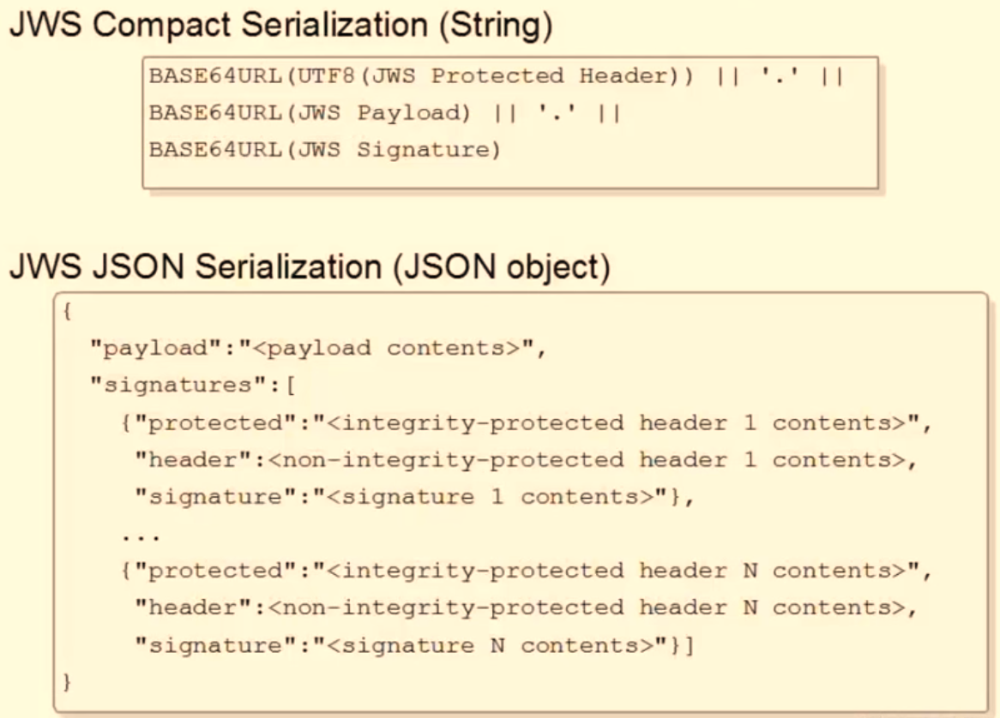 JWS Compact Serialization (String)
BASE64URL(UTF8(JWS Protected Header)) || '.' ||
BASE64URL(JWS Payload) || '.' ||
BASE64URL(JWS Signature)
JWS JSON Serialization (JSON object)
{
"payload":"<payload contents>",
"signatures":[
{"protected":"<integrity-protected header 1 contents>",
"header":<non-integrity-protected header 1 contents>,
"signature":"<signature 1 contents>"},
...
{"protected":"<integrity-protected header N contents>",
"header":<non-integrity-protected header N contents>,
"signature":"<signature N contents>"}]
}